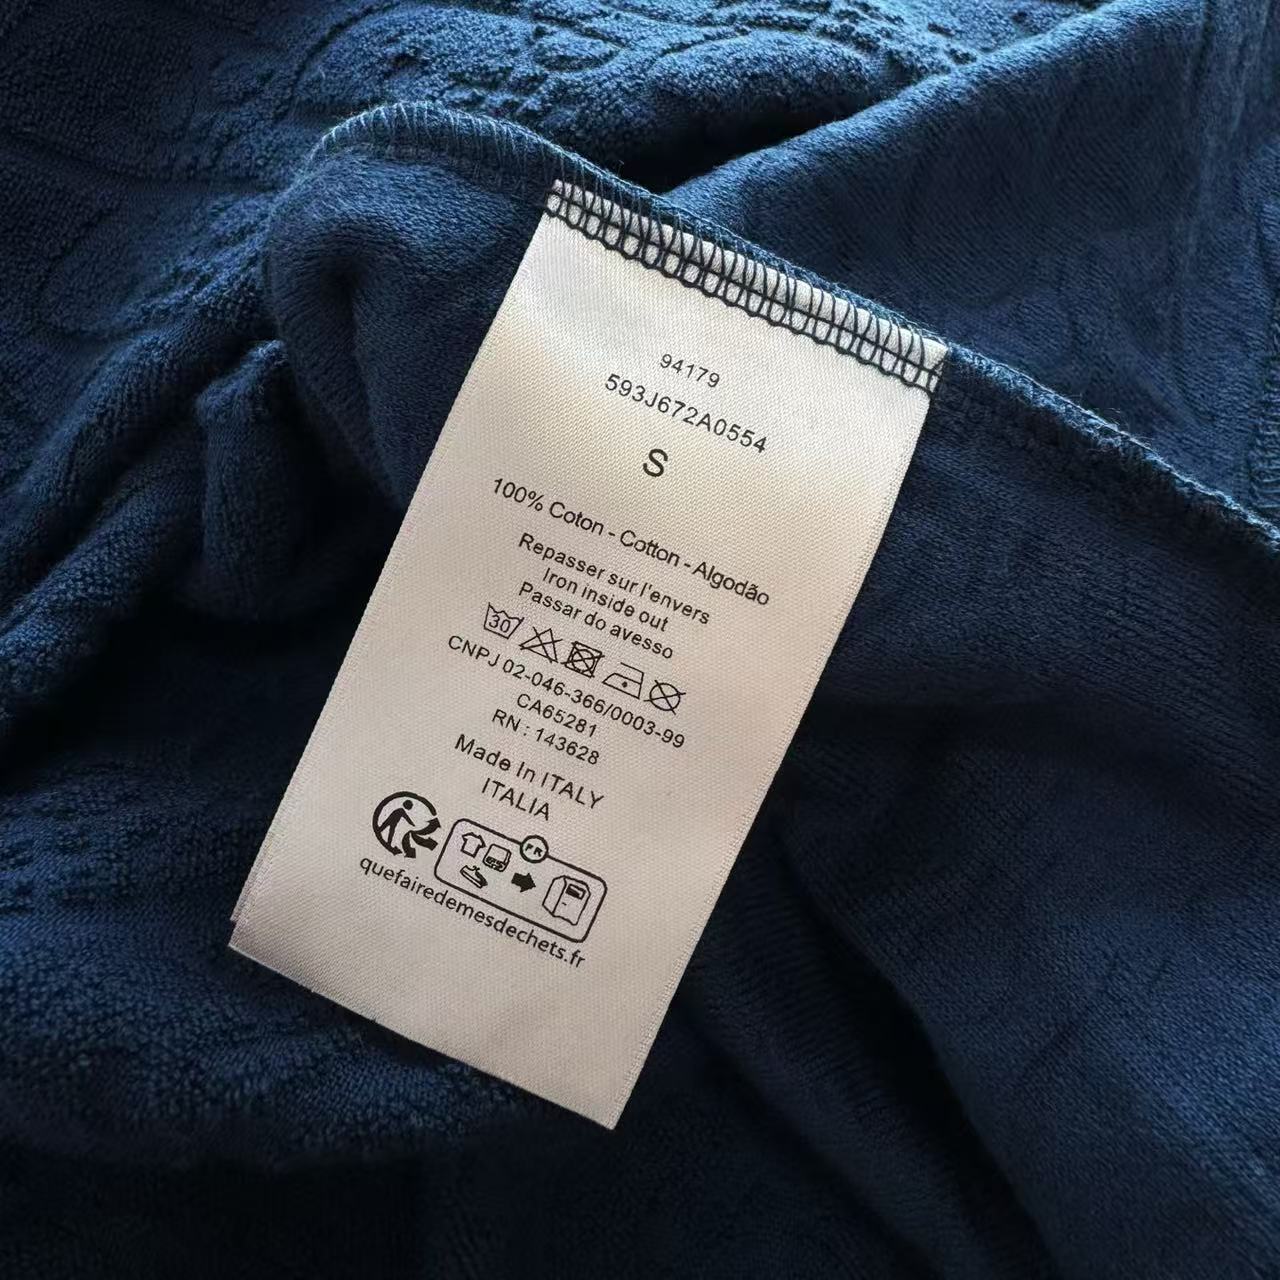 94179
593J672A0554
S
100% Coton - Cotton - Algodão
Repasser sur l'envers
Iron inside out
Passar do avesso
30
CNPJ 02-046-366/0003-99
CA65281
RN : 143628
Made In ITALY
ITALIA
FR
quefairedemesdechets.fr